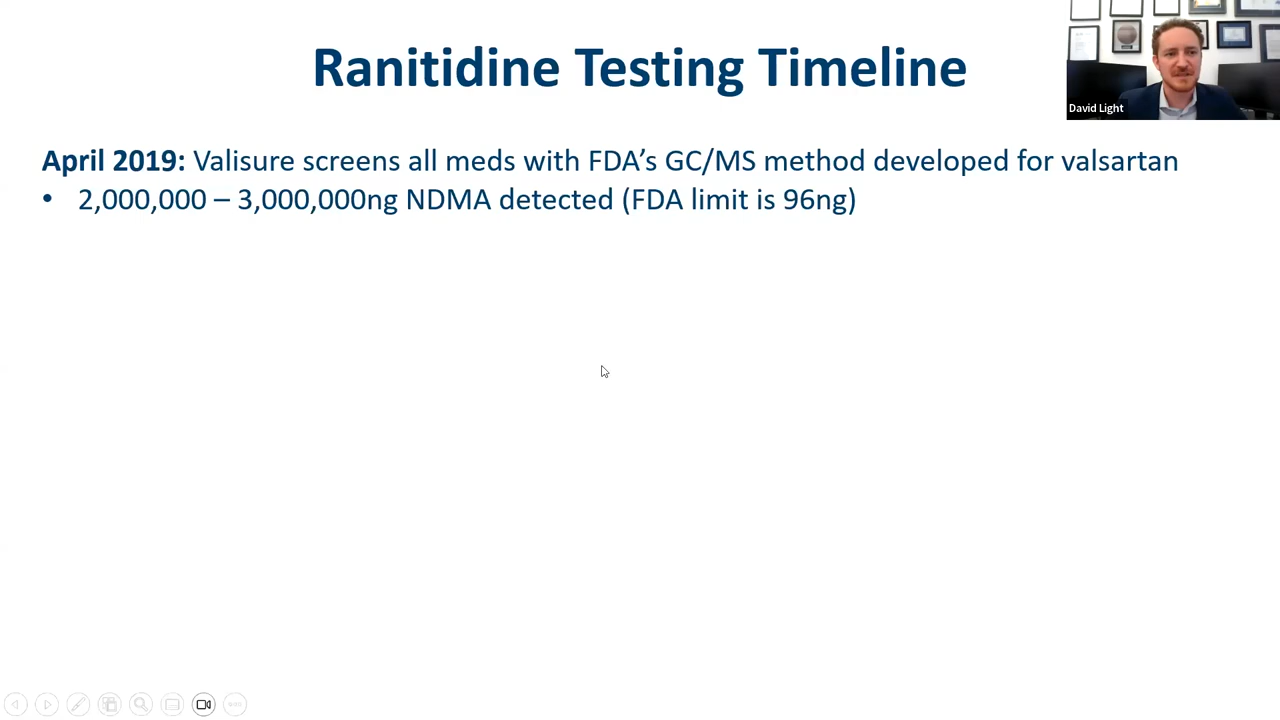 Ranitidine Testing Timeline
David Light
April 2019: Valisure screens all meds with FDA’s GC/MS method developed for valsartan
• 2,000,000 – 3,000,000ng NDMA detected (FDA limit is 96ng)